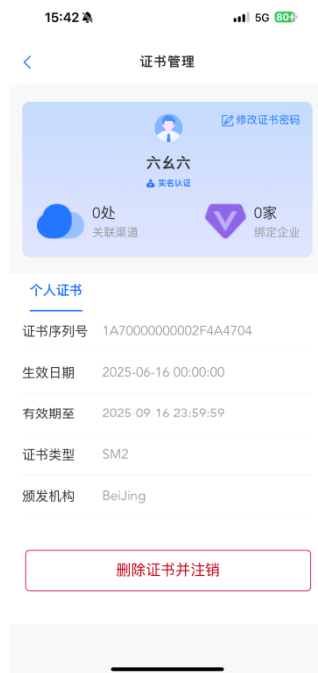 15:42 5G 80
证书管理
修改证书密码
六幺六
实名认证
0处 0家
关联渠道 绑定企业
个人证书
证书序列号 1A70000000002F4A4704
生效日期 2025-06-16 00:00:00
有效期至 2025 09 16 23:59:59
证书类型 SM2
颁发机构 BeiJing
删除证书并注销